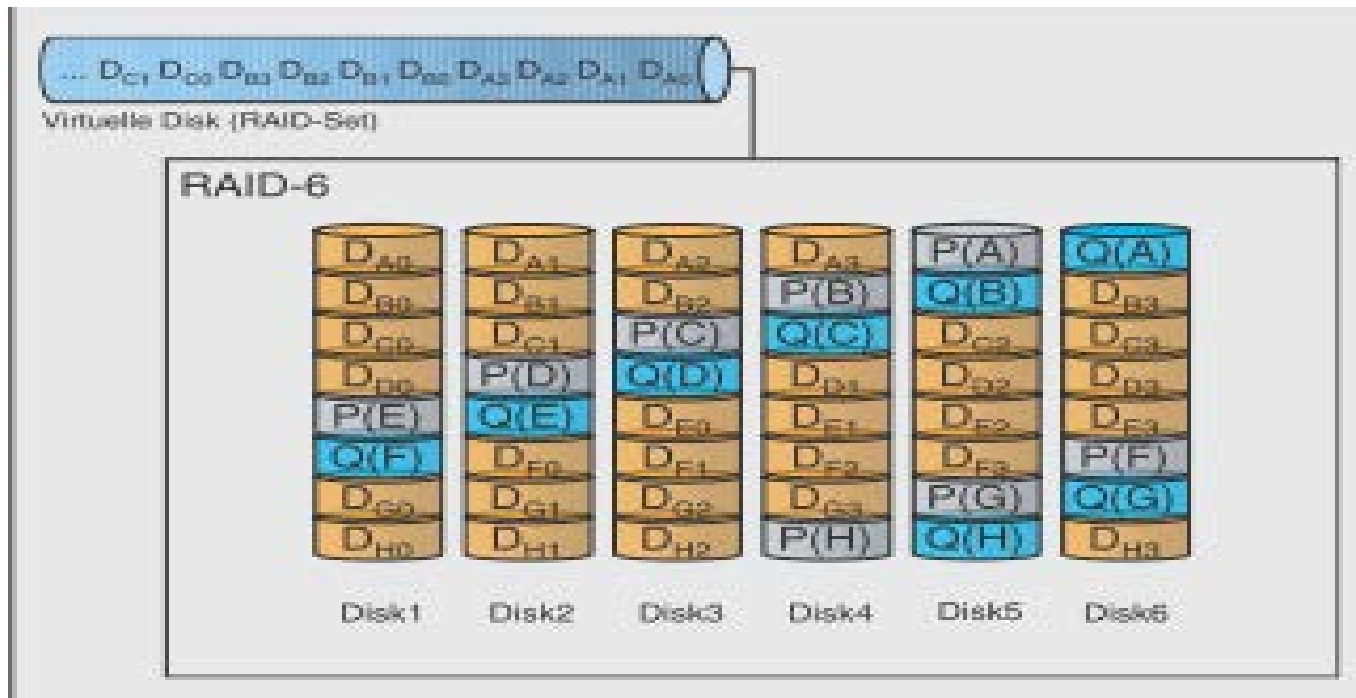 ... DC1 DC0 DB3 DB2 DB1 DB0 DA3 DA2 DA1 DA0
Virtuelle Disk (RAID-Set)
RAID-6
DA0 DA1 DA2 DA3 P(A) Q(A)
DB0 DB1 DB2 P(B) Q(B) DB3
DC0 DC1 P(C) Q(C) DC2 DC3
DD0 P(D) Q(D) DD1 DD2 DD3
P(E) Q(E) DE0 DE1 DE2 DE3
Q(F) DF0 DF1 DF2 DF3 P(F)
DG0 DG1 DG2 DG3 P(G) Q(G)
DH0 DH1 DH2 P(H) Q(H) DH3
Disk1 Disk2 Disk3 Disk4 Disk5 Disk6